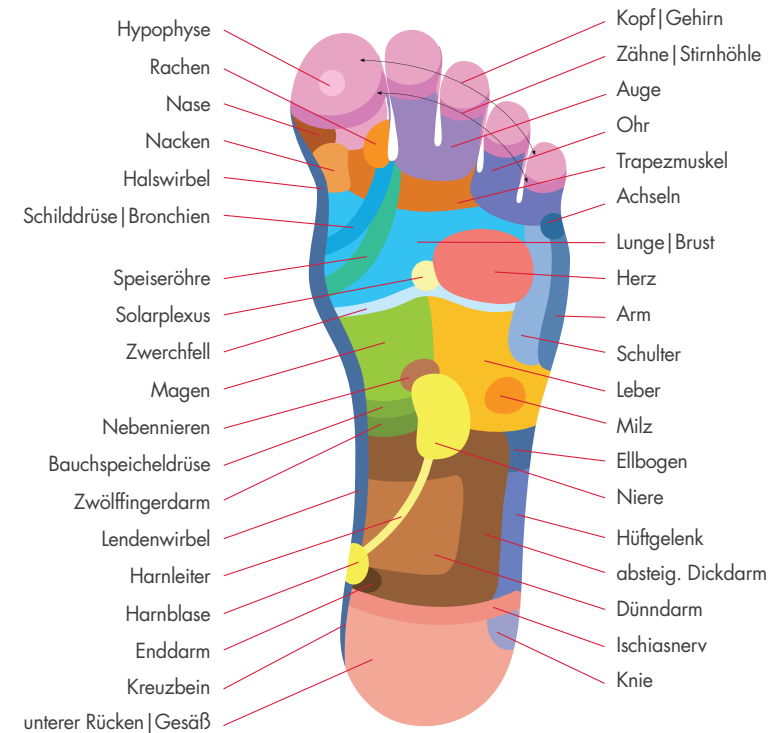 Hypophyse
Rachen
Nase
Nacken
Halswirbel
Schilddrüse|Bronchien
Speiseröhre
Solarplexus
Zwerchfell
Magen
Nebennieren
Bauchspeicheldrüse
Zwölffingerdarm
Lendenwirbel
Harnleiter
Harnblase
Enddarm
Kreuzbein
unterer Rücken|Gesäß
Kopf|Gehirn
Zähne|Stirnhöhle
Auge
Ohr
Trapezmuskel
Achseln
Lunge|Brust
Herz
Arm
Schulter
Leber
Milz
Ellbogen
Niere
Hüftgelenk
absteig. Dickdarm
Dünndarm
Ischiasnerv
Knie